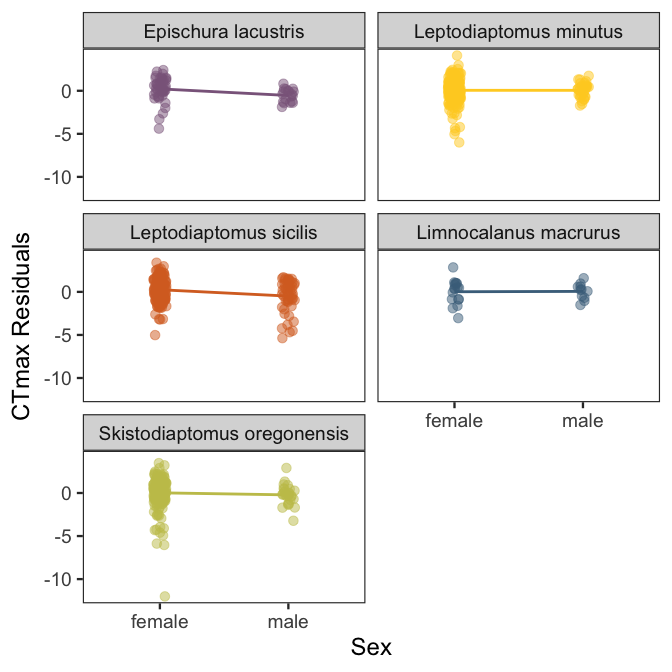 Epischura lacustris
Leptodiaptomus minutus
0
-5
-10
Leptodiaptomus sicilis
Limnocalanus macrurus
0
-5
-10
female
male
Skistodiaptomus oregonensis
0
-5
-10
female
male
CTmax Residuals
Sex